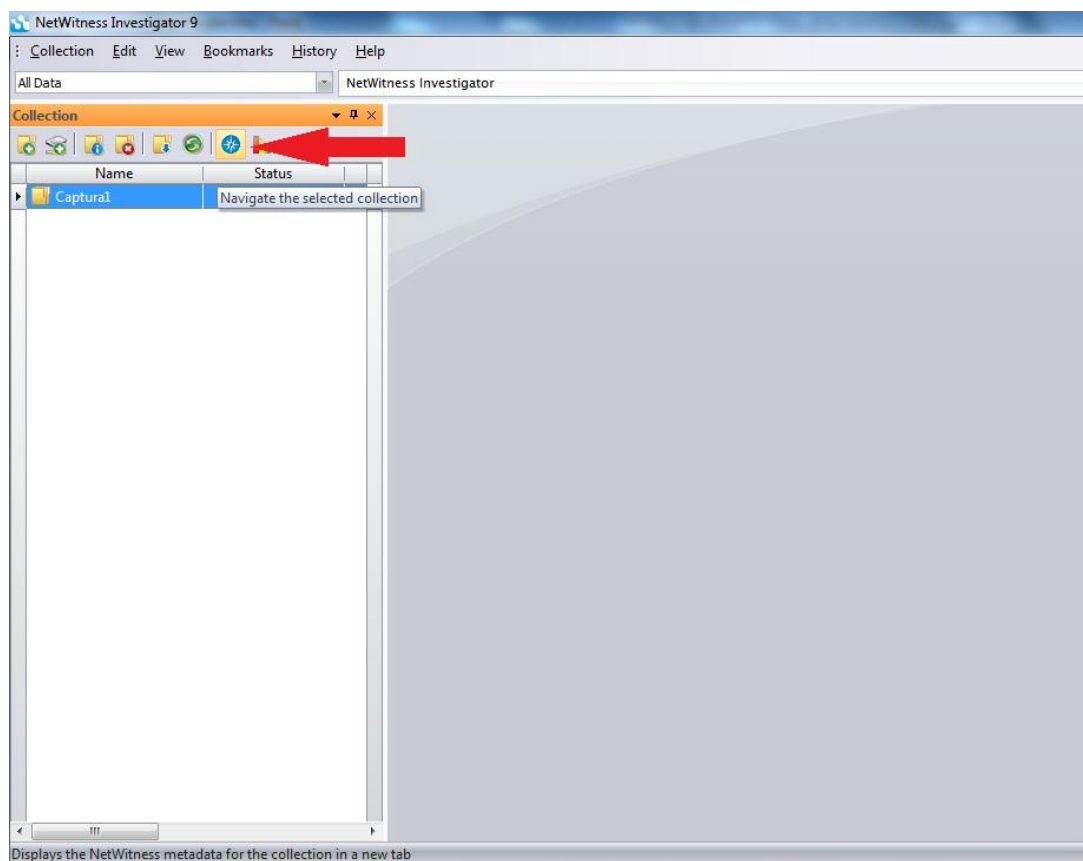 NetWitness Investigator 9
Collection Edit View Bookmarks History Help
All Data NetWitness Investigator
Collection
Name Status
Captura1
Navigate the selected collection
Displays the NetWitness metadata for the collection in a new tab